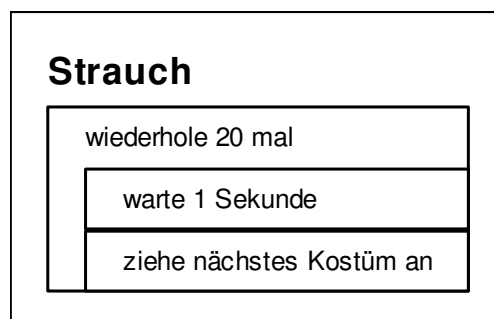 Strauch
wiederhole 20 mal
warte 1 Sekunde
ziehe nächstes Kostüm an